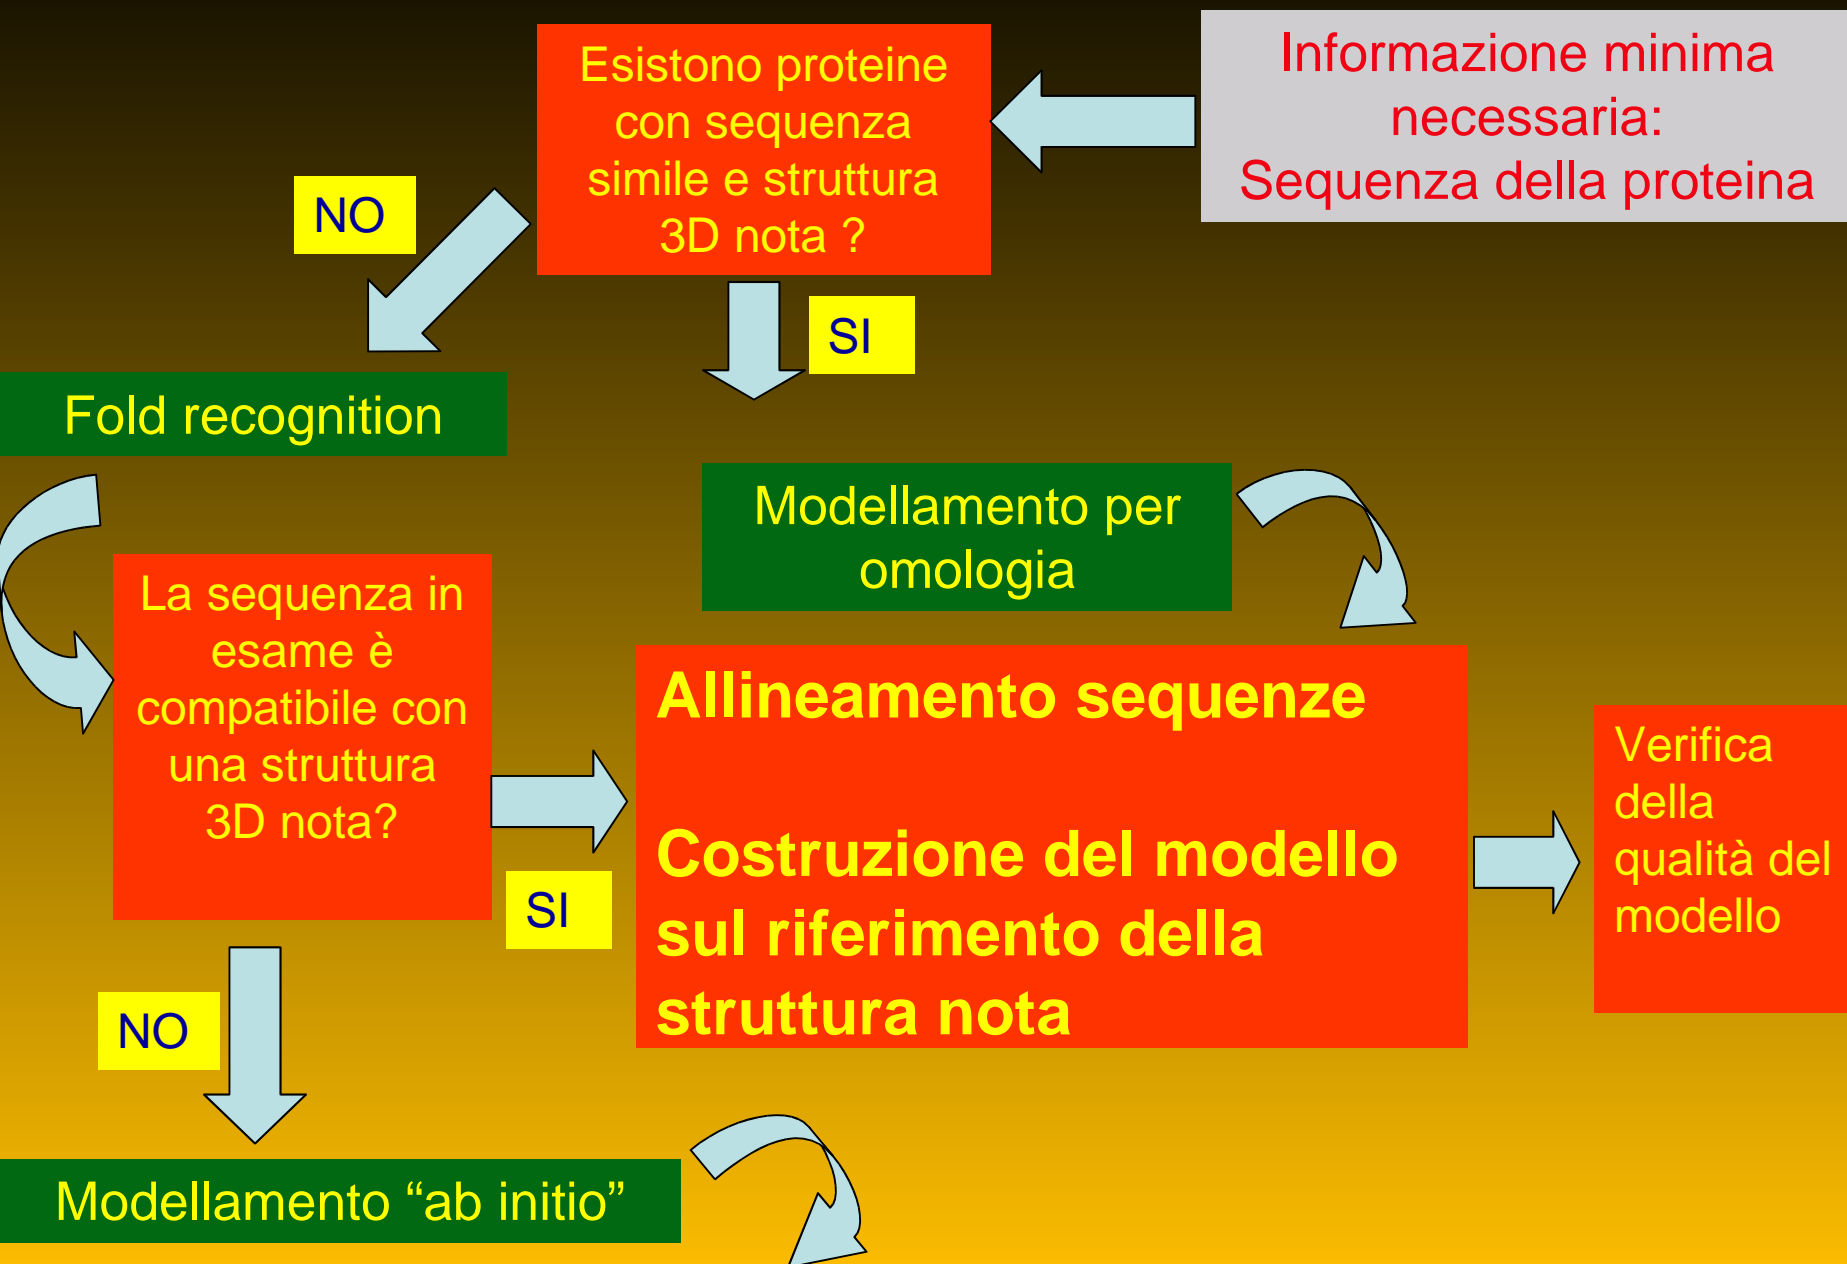 Informazione minima
necessaria:
Sequenza della proteina
Esistono proteine
con sequenza
simile e struttura
3D nota ?
NO
SI
Fold recognition
Modellamento per
omologia
La sequenza in
esame è
compatibile con
una struttura
3D nota?
SI
NO
Allineamento sequenze
Costruzione del modello
sul riferimento della
struttura nota
Verifica
della
qualità del
modello
Modellamento “ab initio”